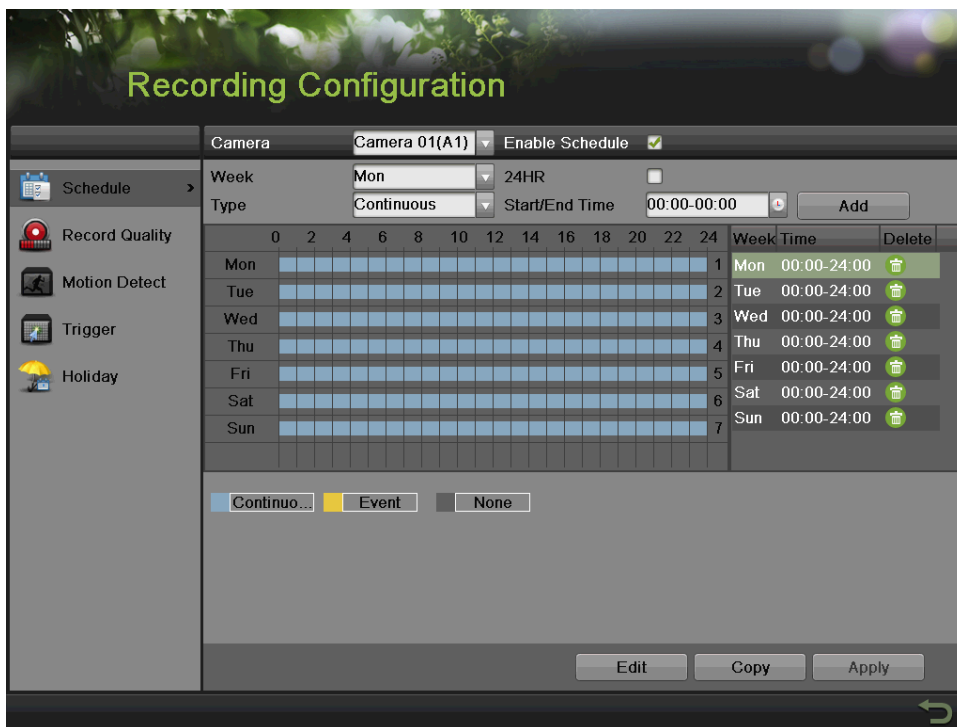 Recording Configuration
Camera Camera 01(A1) Enable Schedule
Schedule
Record Quality
Motion Detect
Trigger
Holiday
Week Mon 24HR
Type Continuous Start/End Time 00:00-00:00 Add
0 2 4 6 8 10 12 14 16 18 20 22 24
Mon 1
Tue 2
Wed 3
Thu 4
Fri 5
Sat 6
Sun 7
Week Time Delete
Mon 00:00-24:00
Tue 00:00-24:00
Wed 00:00-24:00
Thu 00:00-24:00
Fri 00:00-24:00
Sat 00:00-24:00
Sun 00:00-24:00
Continuo... Event None
Edit Copy Apply